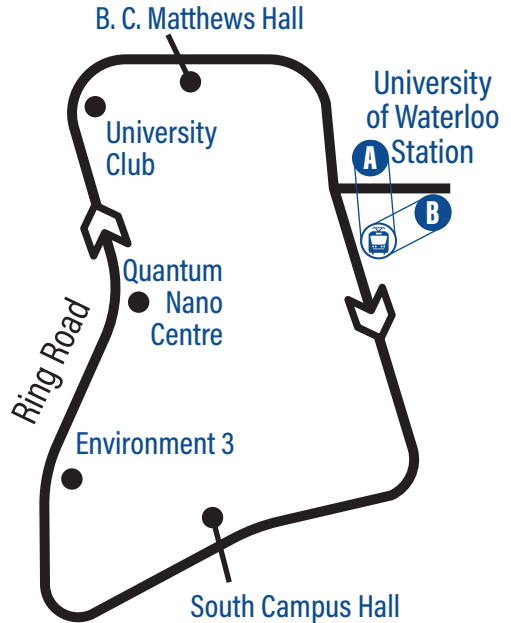 B. C. Matthews Hall
University
of Waterloo
Station
A
B
University
Club
Quantum
Nano
Centre
Ring Road
Environment 3
South Campus Hall